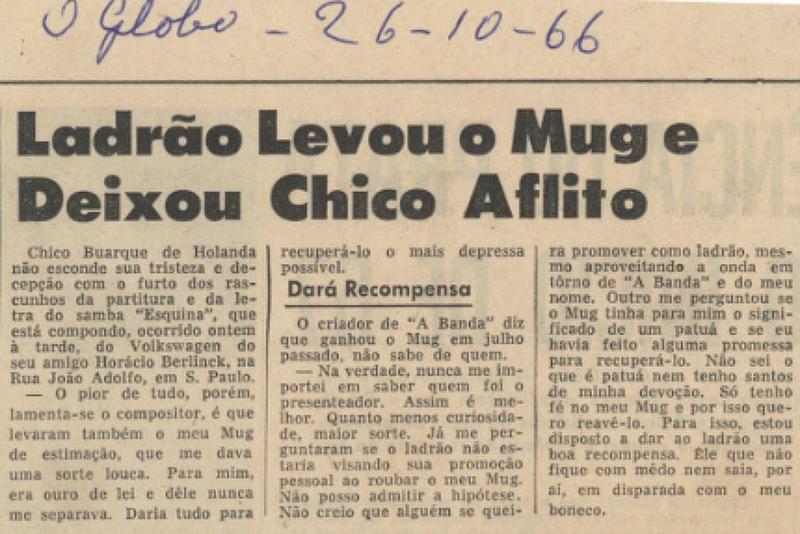 O Globo - 26-10-66
Ladrão Levou o Mug e
Deixou Chico Aflito
Chico Buarque de Holanda
não esconde sua tristeza e de-
cepção com o furto dos ras-
cunhos da partitura e da le-
tra do samba "Esquina", que
está compondo, ocorrido ontem
à tarde, do Volkswagen do
seu amigo Horácio Berlinck, na
Rua João Adolfo, em S. Paulo.
— O pior de tudo, porém,
lamenta-se o compositor, é que
levaram também o meu Mug
de estimação, que me dava
uma sorte louca. Para mim,
era ouro de lei e dêle nunca
me separava. Daria tudo para
recuperá-lo o mais depressa
possível.
Dará Recompensa
O criador de "A Banda" diz
que ganhou o Mug em julho
passado, não sabe de quem.
— Na verdade, nunca me im-
portei em saber quem foi o
presenteador. Assim é me-
lhor. Quanto menos curiosida-
de, maior sorte. Já me per-
guntaram se o ladrão não es-
taria visando sua promoção
pessoal ao roubar o meu Mug.
Não posso admitir a hipótese.
Não creio que alguém se quei-
ra promover como ladrão, mes-
mo aproveitando a onda em
tôrno de "A Banda" e do meu
nome. Outro me perguntou se
o Mug tinha para mim o signi-
ficado de um patuá e se eu
havia feito alguma promessa
para recuperá-lo. Não sei o
que é patuá nem tenho santos
de minha devoção. Só tenho
fé no meu Mug e por isso que-
ro reavê-lo. Para isso, estou
disposto a dar ao ladrão uma
boa recompensa. Êle que não
fique com mêdo nem saia, por
aí, em disparada com o meu
boneco.